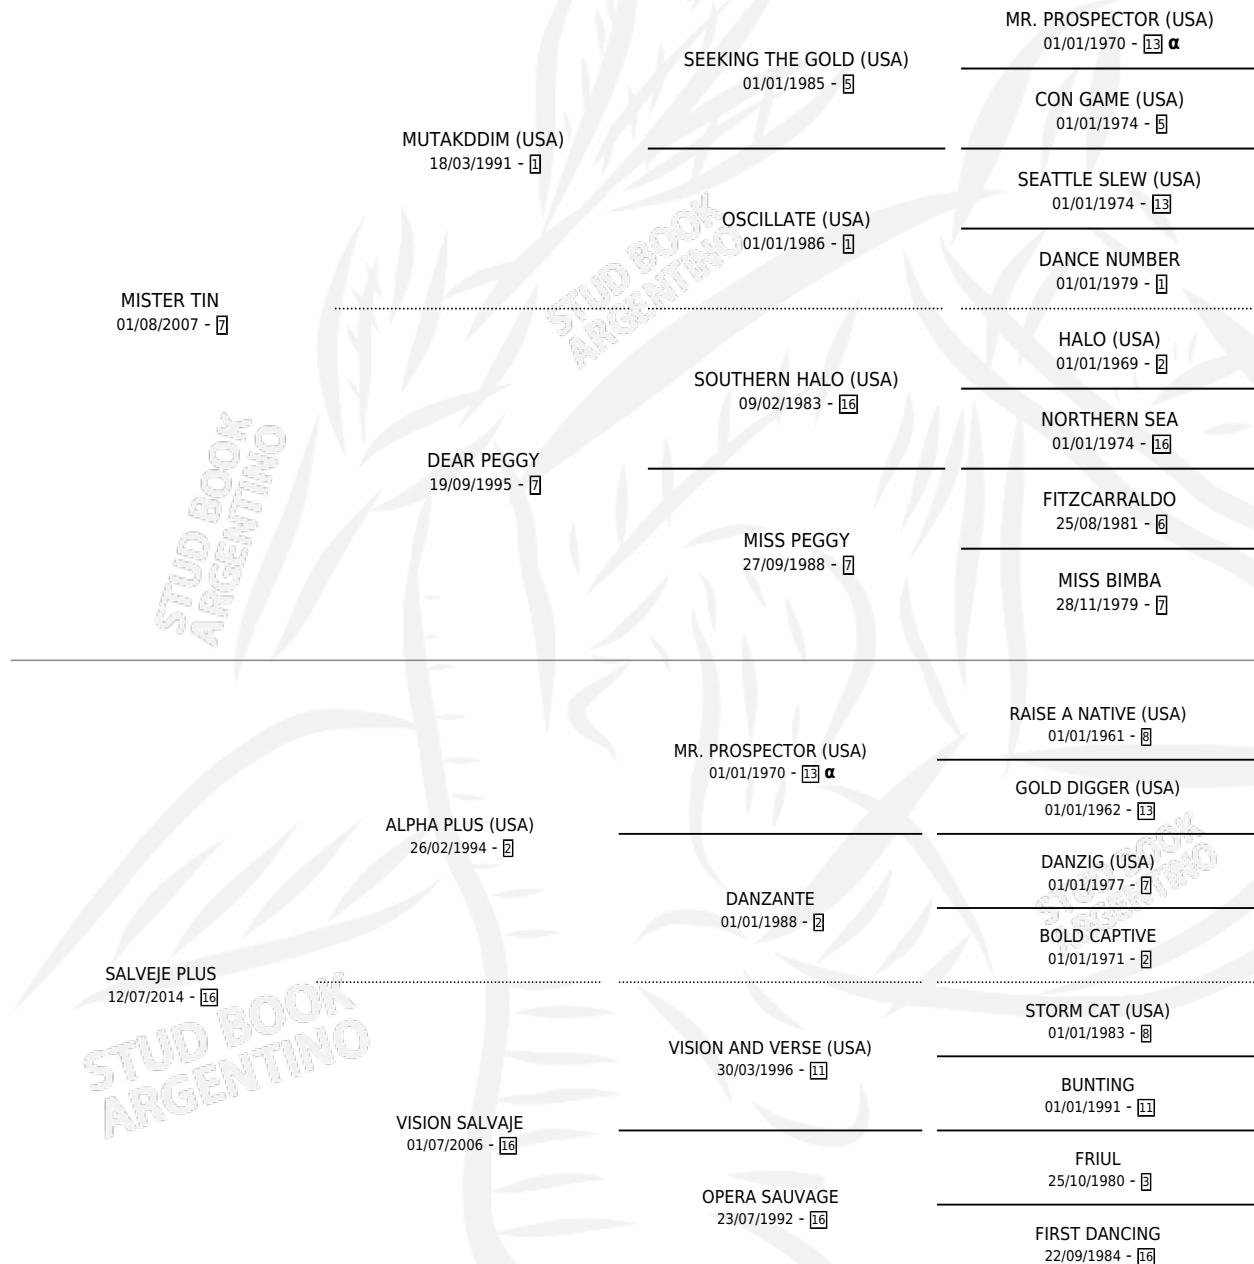 MR. PROSPECTOR (USA)
01/01/1970 - 13 α
SEEKING THE GOLD (USA)
01/01/1985 - 5
CON GAME (USA)
01/01/1974 - 5
MUTAKDDIM (USA)
18/03/1991 - 1
SEATTLE SLEW (USA)
01/01/1974 - 13
OSCILLATE (USA)
01/01/1986 - 1
DANCE NUMBER
01/01/1979 - 1
MISTER TIN
01/08/2007 - 7
HALO (USA)
01/01/1969 - 2
SOUTHERN HALO (USA)
09/02/1983 - 16
NORTHERN SEA
01/01/1974 - 16
DEAR PEGGY
19/09/1995 - 7
FITZCARRALDO
25/08/1981 - 6
MISS PEGGY
27/09/1988 - 7
MISS BIMBA
28/11/1979 - 7
RAISE A NATIVE (USA)
01/01/1961 - 8
MR. PROSPECTOR (USA)
01/01/1970 - 13 α
GOLD DIGGER (USA)
01/01/1962 - 13
ALPHA PLUS (USA)
26/02/1994 - 2
DANZIG (USA)
01/01/1977 - 7
DANZANTE
01/01/1988 - 2
BOLD CAPTIVE
01/01/1971 - 2
SALVEJE PLUS
12/07/2014 - 16
STORM CAT (USA)
01/01/1983 - 8
VISION AND VERSE (USA)
30/03/1996 - 11
BUNTING
01/01/1991 - 11
VISION SALVAJE
01/07/2006 - 16
FRIUL
25/10/1980 - 3
OPERA SAUVAGE
23/07/1992 - 16
FIRST DANCING
22/09/1984 - 16
STUD BOOK
ARGENTINO
STUD BOOK
ARGENTINO
STUD BOOK
ARGENTINO
STUD BOOK
ARGENTINO